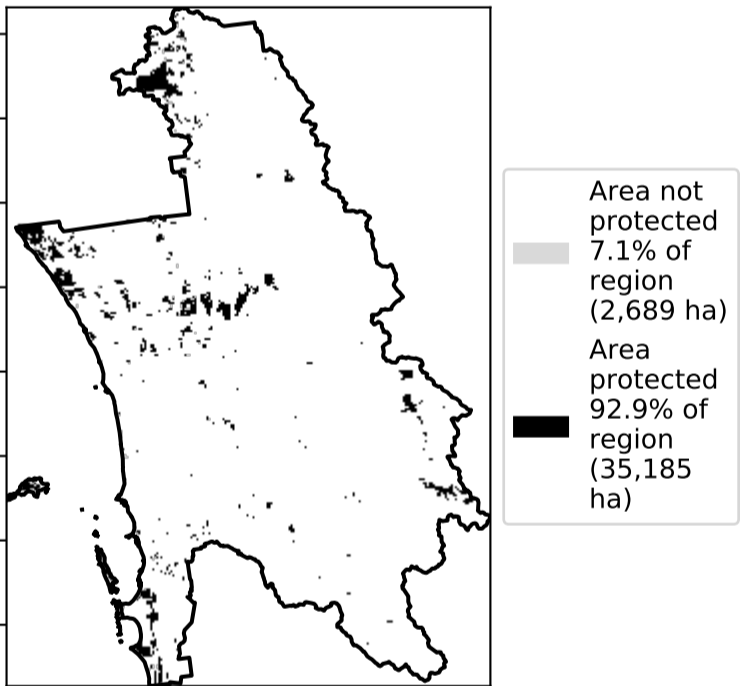 Area not
protected
7.1% of
region
(2,689 ha)
Area
protected
92.9% of
region
(35,185
ha)